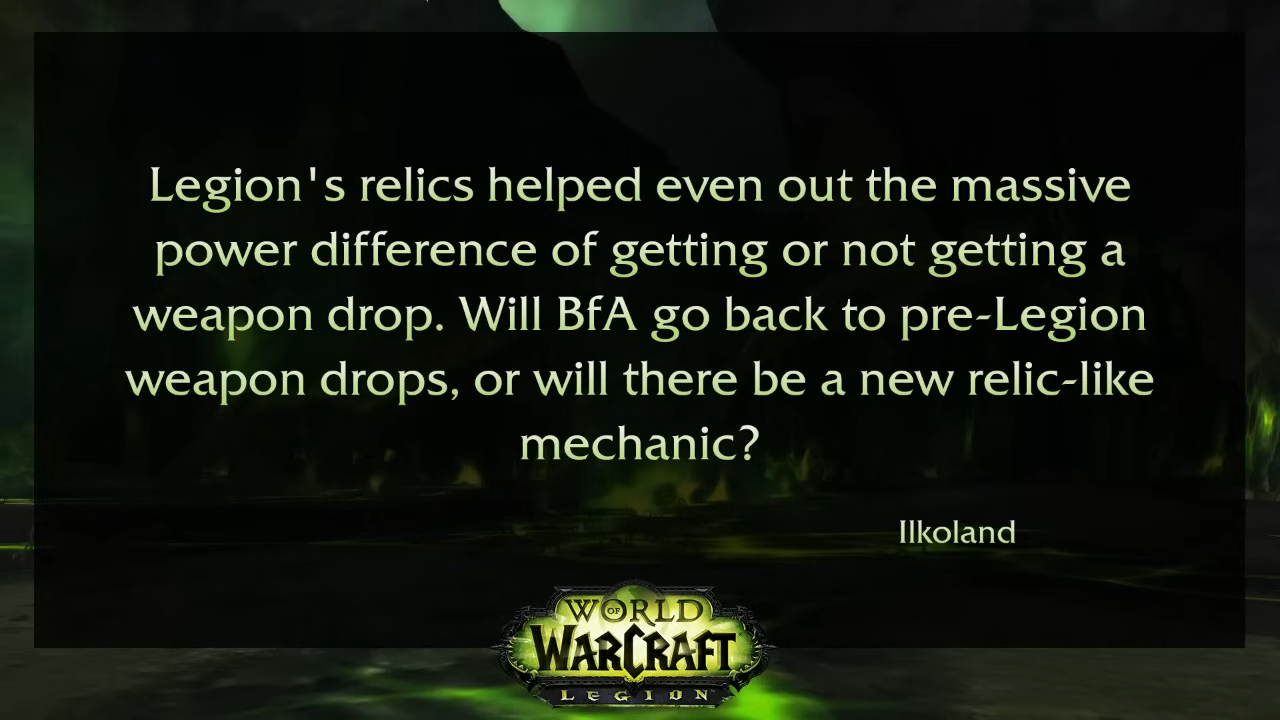 Legion's relics helped even out the massive
power difference of getting or not getting a
weapon drop. Will BfA go back to pre-Legion
weapon drops, or will there be a new relic-like
mechanic?
Ilkoland
WORLD
OF
WARCRAFT
LEGION